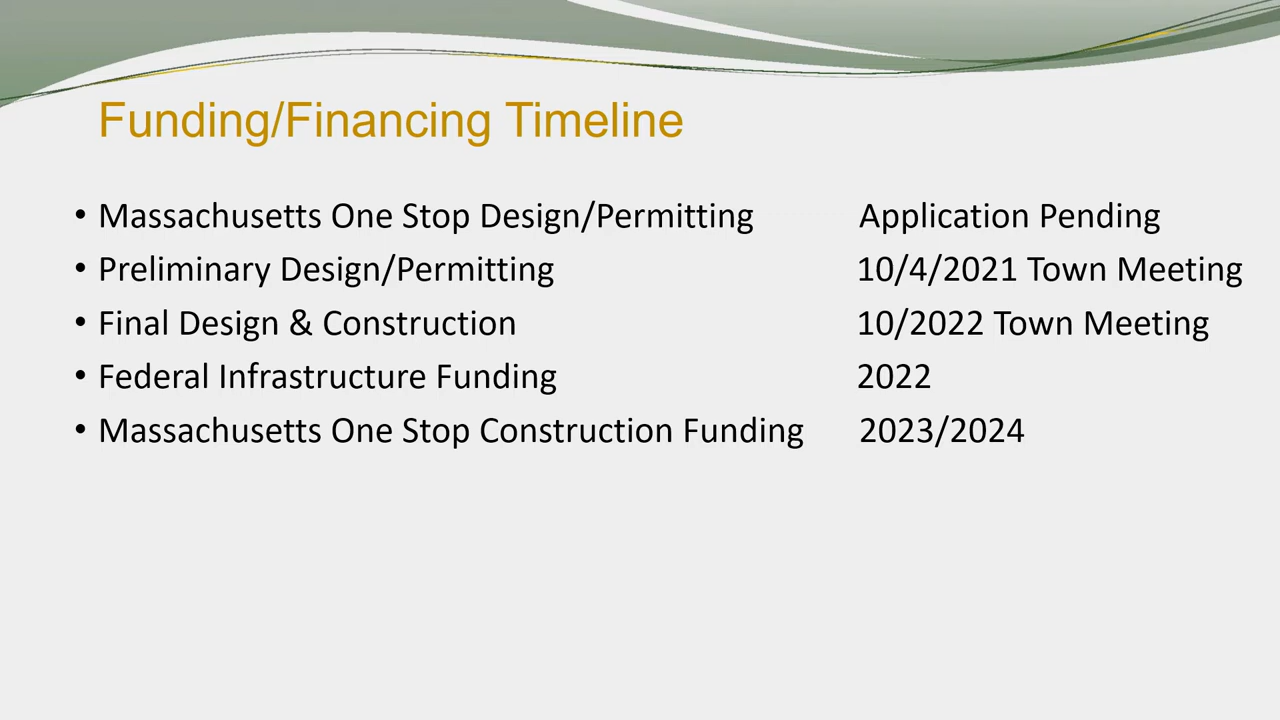 Funding/Financing Timeline
• Massachusetts One Stop Design/Permitting Application Pending
• Preliminary Design/Permitting 10/4/2021 Town Meeting
• Final Design & Construction 10/2022 Town Meeting
• Federal Infrastructure Funding 2022
• Massachusetts One Stop Construction Funding 2023/2024